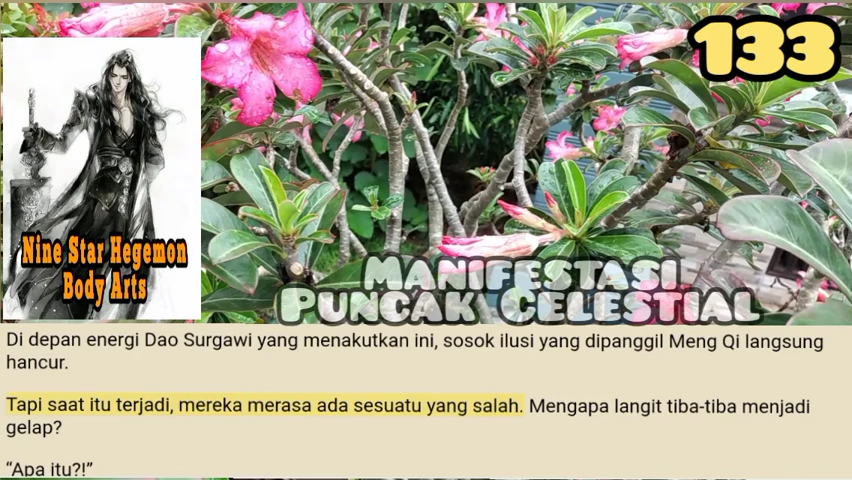 133
Nine Star Hegemon
Body Arts
Manifestasi
Puncak Celestial
Di depan energi Dao Surgawi yang menakutkan ini, sosok ilusi yang dipanggil Meng Qi langsung
hancur.
Tapi saat itu terjadi, mereka merasa ada sesuatu yang salah. Mengapa langit tiba-tiba menjadi
gelap?
“Apa itu?!”